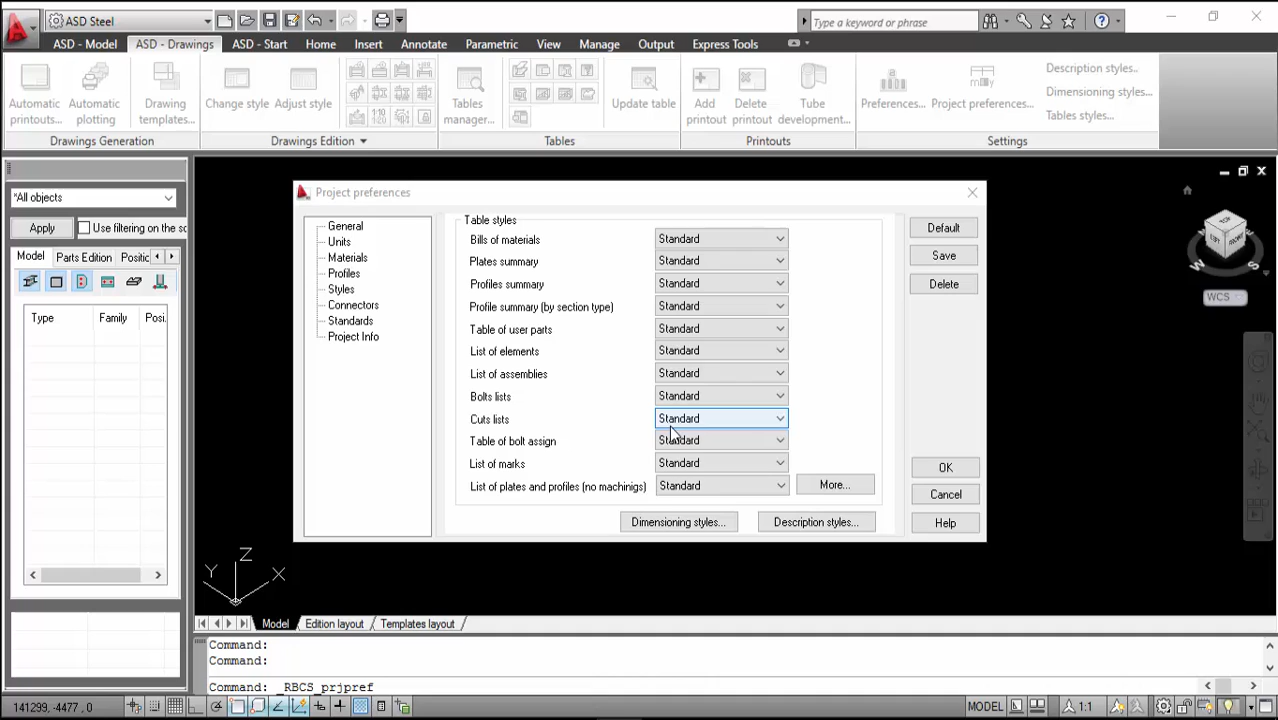 ASD Steel
Type a keyword or phrase
ASD - Model
ASD - Drawings
ASD - Start
Home
Insert
Annotate
Parametric
View
Manage
Output
Express Tools
Automatic printouts...
Automatic plotting
Drawing templates...
Change style
Adjust style
Tables manager...
Update table
Add printout
Delete printout
Tube development...
Preferences...
Project preferences...
Description styles..
Dimensioning styles...
Tables styles...
Drawings Generation
Drawings Edition
Tables
Printouts
Settings
*All objects
Apply
Use filtering on the sc
Model
Parts Edition
Positic
Type
Family
Posi.
Project preferences
General
Units
Materials
Profiles
Styles
Connectors
Standards
Project Info
Table styles
Bills of materials Standard
Plates summary Standard
Profiles summary Standard
Profile summary (by section type) Standard
Table of user parts Standard
List of elements Standard
List of assemblies Standard
Bolts lists Standard
Cuts lists Standard
Table of bolt assign Standard
List of marks Standard
List of plates and profiles (no machinigs) Standard
More...
Dimensioning styles...
Description styles...
Default
Save
Delete
OK
Cancel
Help
TOP
LEFT
FRONT
W
S
WCS
Z
Y
X
Model
Edition layout
Templates layout
Command:
Command:
Command: _RBCS_prjpref
141299, -4477 , 0
MODEL
1:1